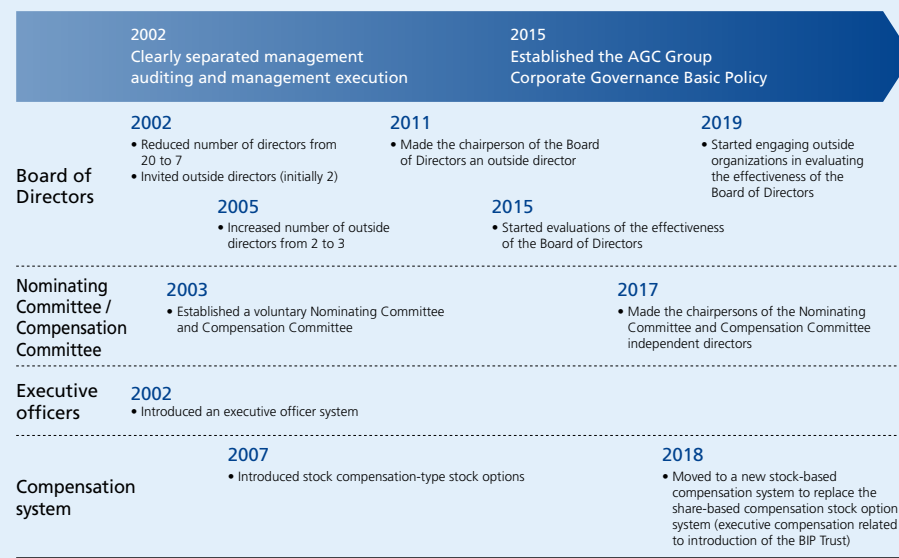 2002
Clearly separated management
auditing and management execution
2015
Established the AGC Group
Corporate Governance Basic Policy
Board of
Directors
2002
• Reduced number of directors from
20 to 7
• Invited outside directors (initially 2)
2005
• Increased number of outside
directors from 2 to 3
2011
• Made the chairperson of the Board
of Directors an outside director
2015
• Started evaluations of the effectiveness
of the Board of Directors
2019
• Started engaging outside
organizations in evaluating
the effectiveness of the
Board of Directors
Nominating
Committee /
Compensation
Committee
2003
• Established a voluntary Nominating Committee
and Compensation Committee
2017
• Made the chairpersons of the Nominating
Committee and Compensation Committee
independent directors
Executive
officers
2002
• Introduced an executive officer system
Compensation
system
2007
• Introduced stock compensation-type stock options
2018
• Moved to a new stock-based
compensation system to replace the
share-based compensation stock option
system (executive compensation related
to introduction of the BIP Trust)